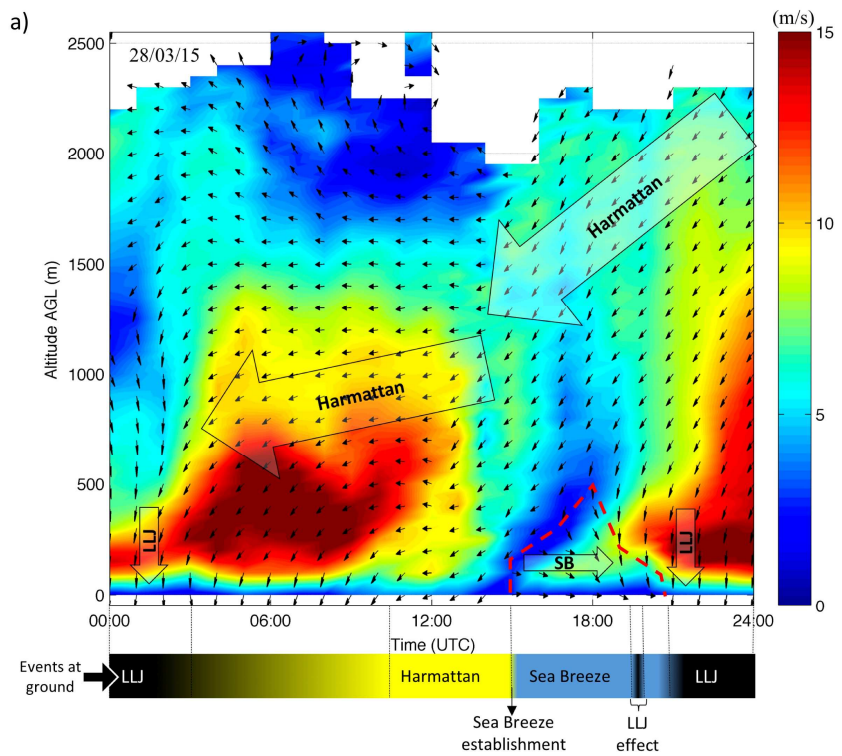 a)
(m/s)
28/03/15
2500
2000
1500
1000
500
0
Altitude AGL (m)
15
10
5
0
Harmattan
Harmattan
LLJ
SB
LLJ
00:00
06:00
12:00
18:00
24:00
Time (UTC)
Events at
ground
LLJ
Harmattan
Sea Breeze
LLJ
Sea Breeze
establishment
LLJ
effect